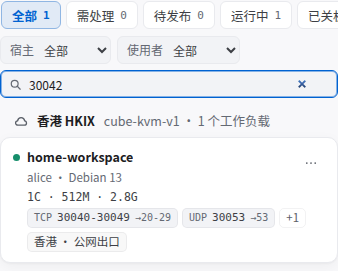 全部 1 需处理 0 待发布 0 运行中 1 已关
宿主 全部 使用者 全部
30042
香港 HKIX cube-kvm-v1 • 1 个工作负载
home-workspace ...
alice • Debian 13
1C · 512M · 2.8G
TCP 30040-30049 →20-29 UDP 30053 →53 +1
香港 • 公网出口